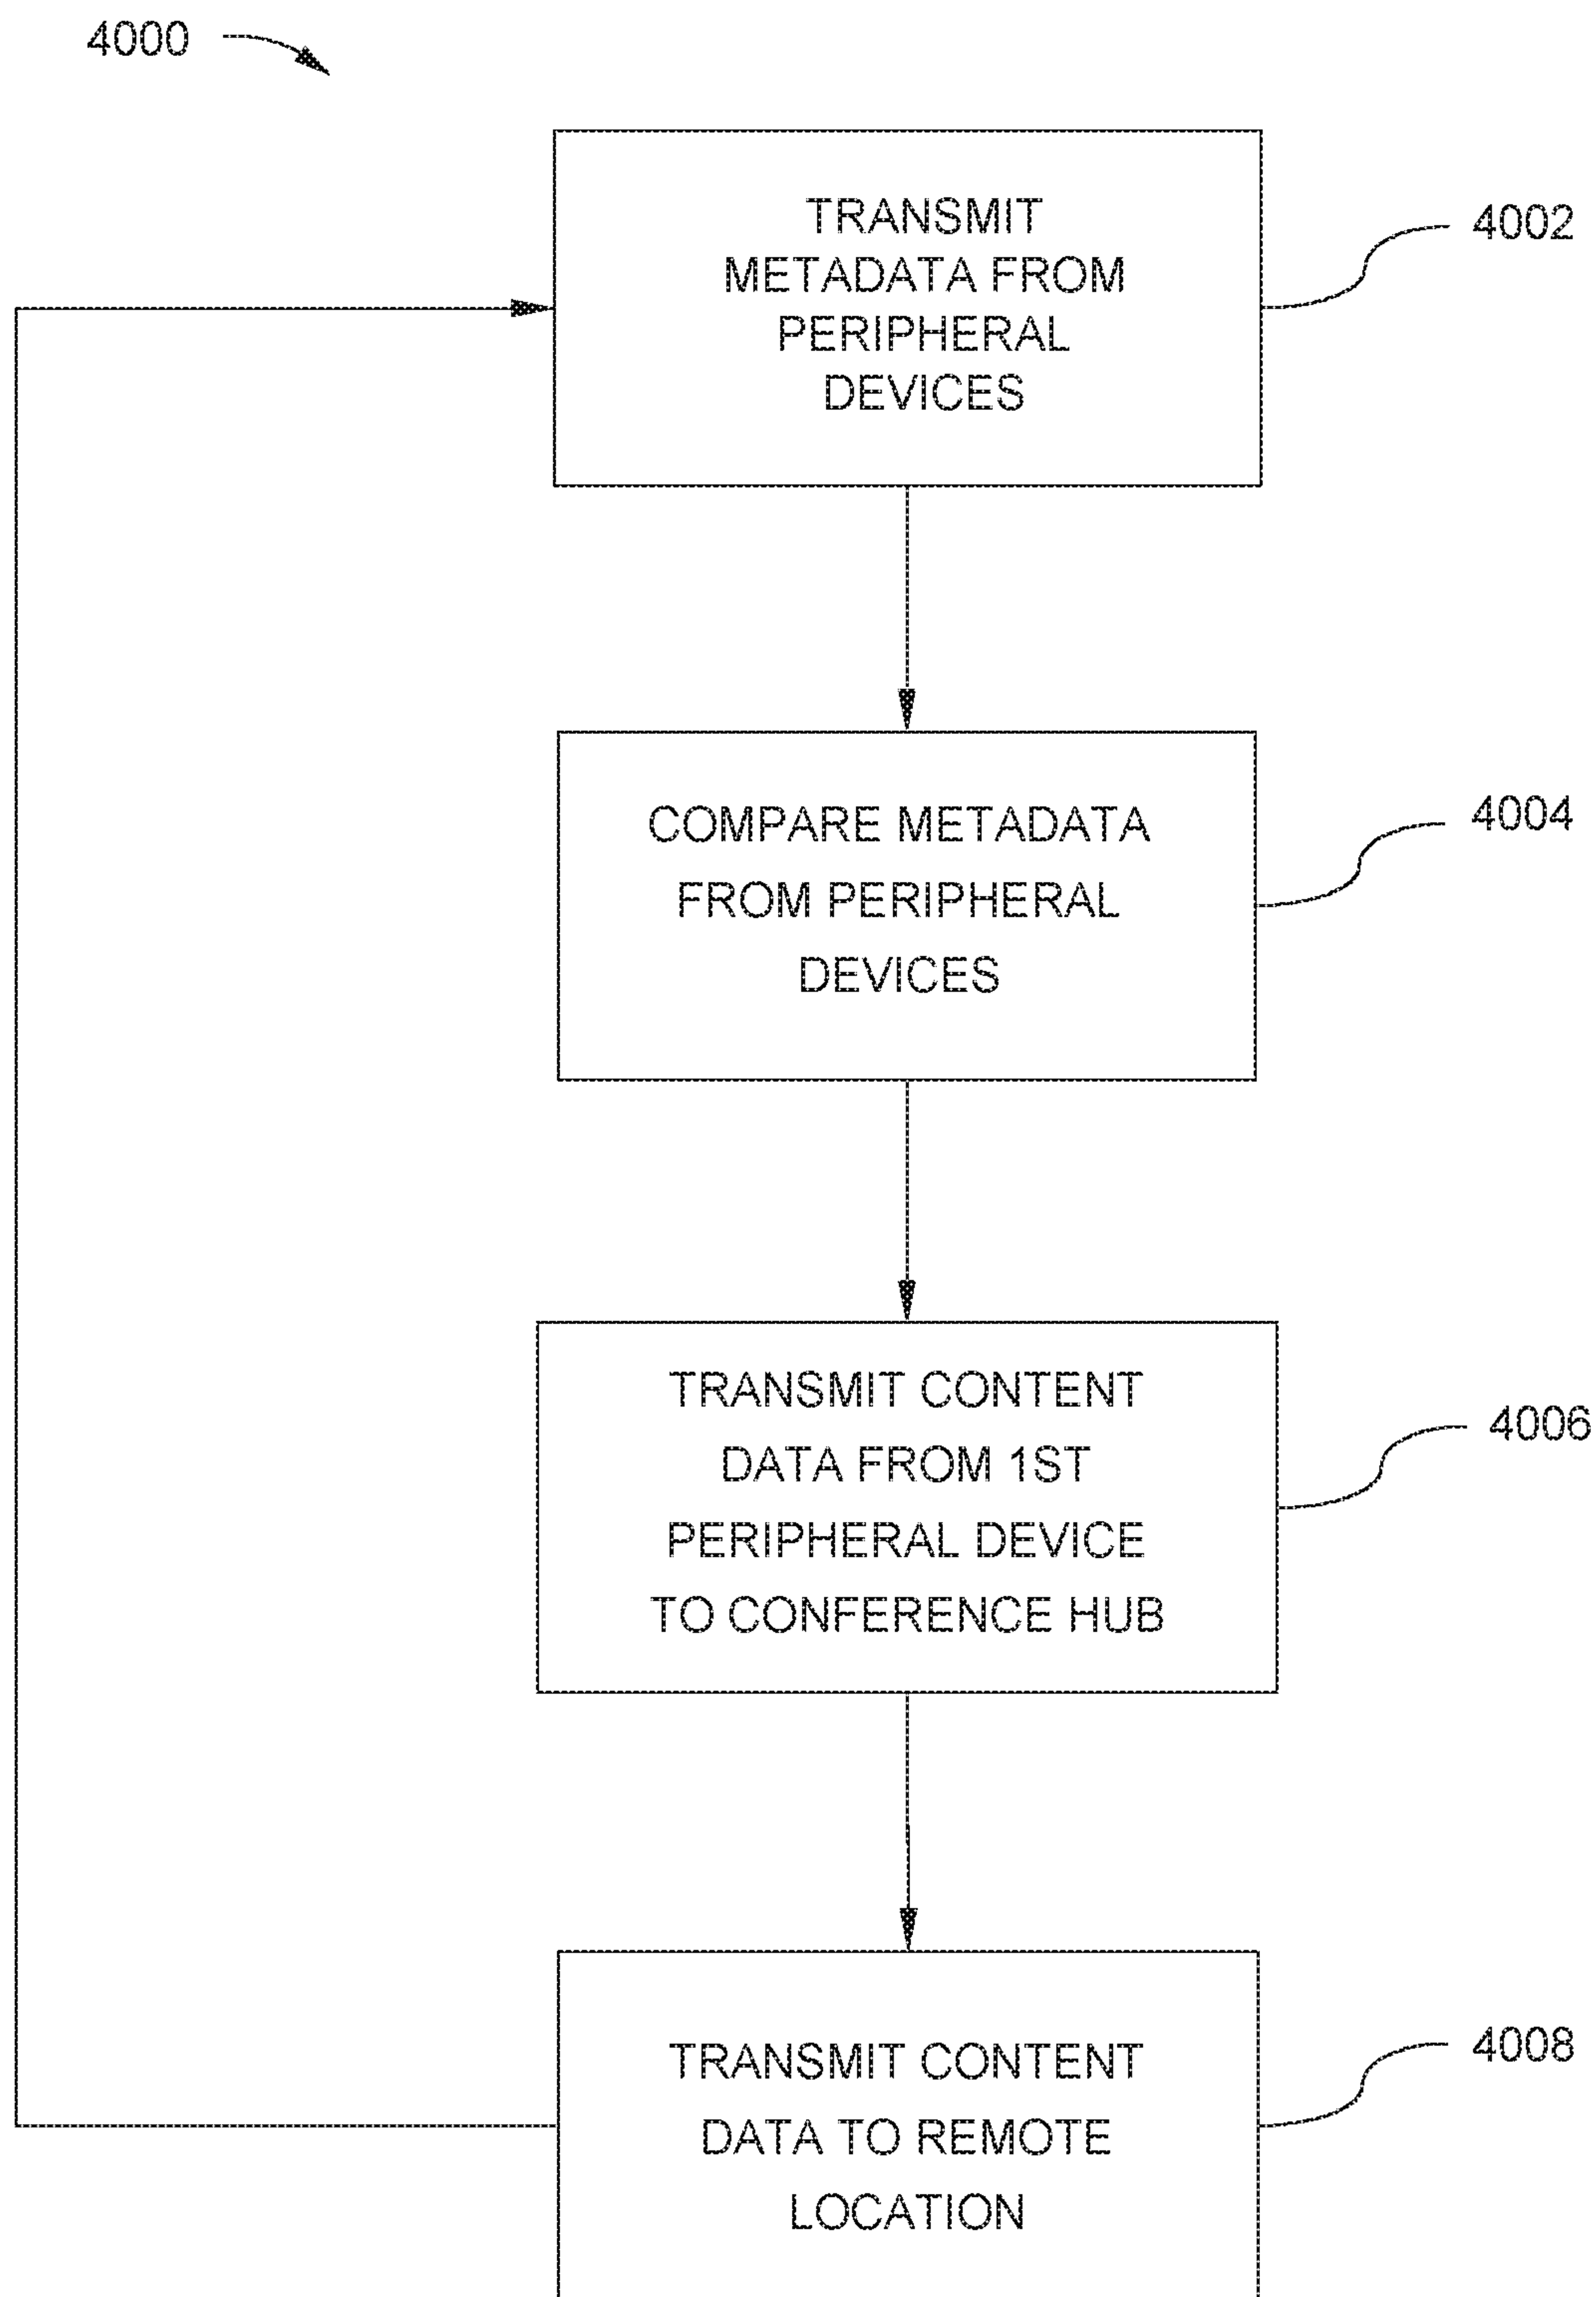 4000
TRANSMIT
METADATA FROM
PERIPHERAL
DEVICES
4002
COMPARE METADATA
FROM PERIPHERAL
DEVICES
4004
TRANSMIT CONTENT
DATA FROM 1ST
PERIPHERAL DEVICE
TO CONFERENCE HUB
4006
TRANSMIT CONTENT
DATA TO REMOTE
LOCATION
4008